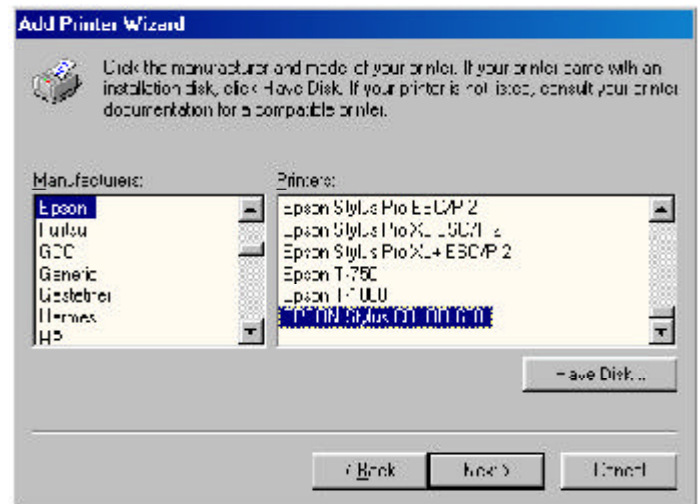 Add Printer Wizard
Click the manufacturer and model of your printer. If your printer came with an
installation disk, click Have Disk. If your printer is not listed, consult your printer
documentation for a compatible printer.
Manufacturers:
Printers:
Epson
Fujitsu
GCC
Generic
Gestetner
Hermes
HP
Epson Stylus Pro ESC/P 2
Epson Stylus Pro XL ESC/P 2
Epson Stylus Pro XL+ ESC/P 2
Epson T-750
Epson T-1000
EPSON Stylus COLOR
Have Disk...
< Back
Next >
Cancel